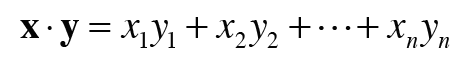 x · y = x₁y₁ + x₂y₂ + ··· + xₙyₙ